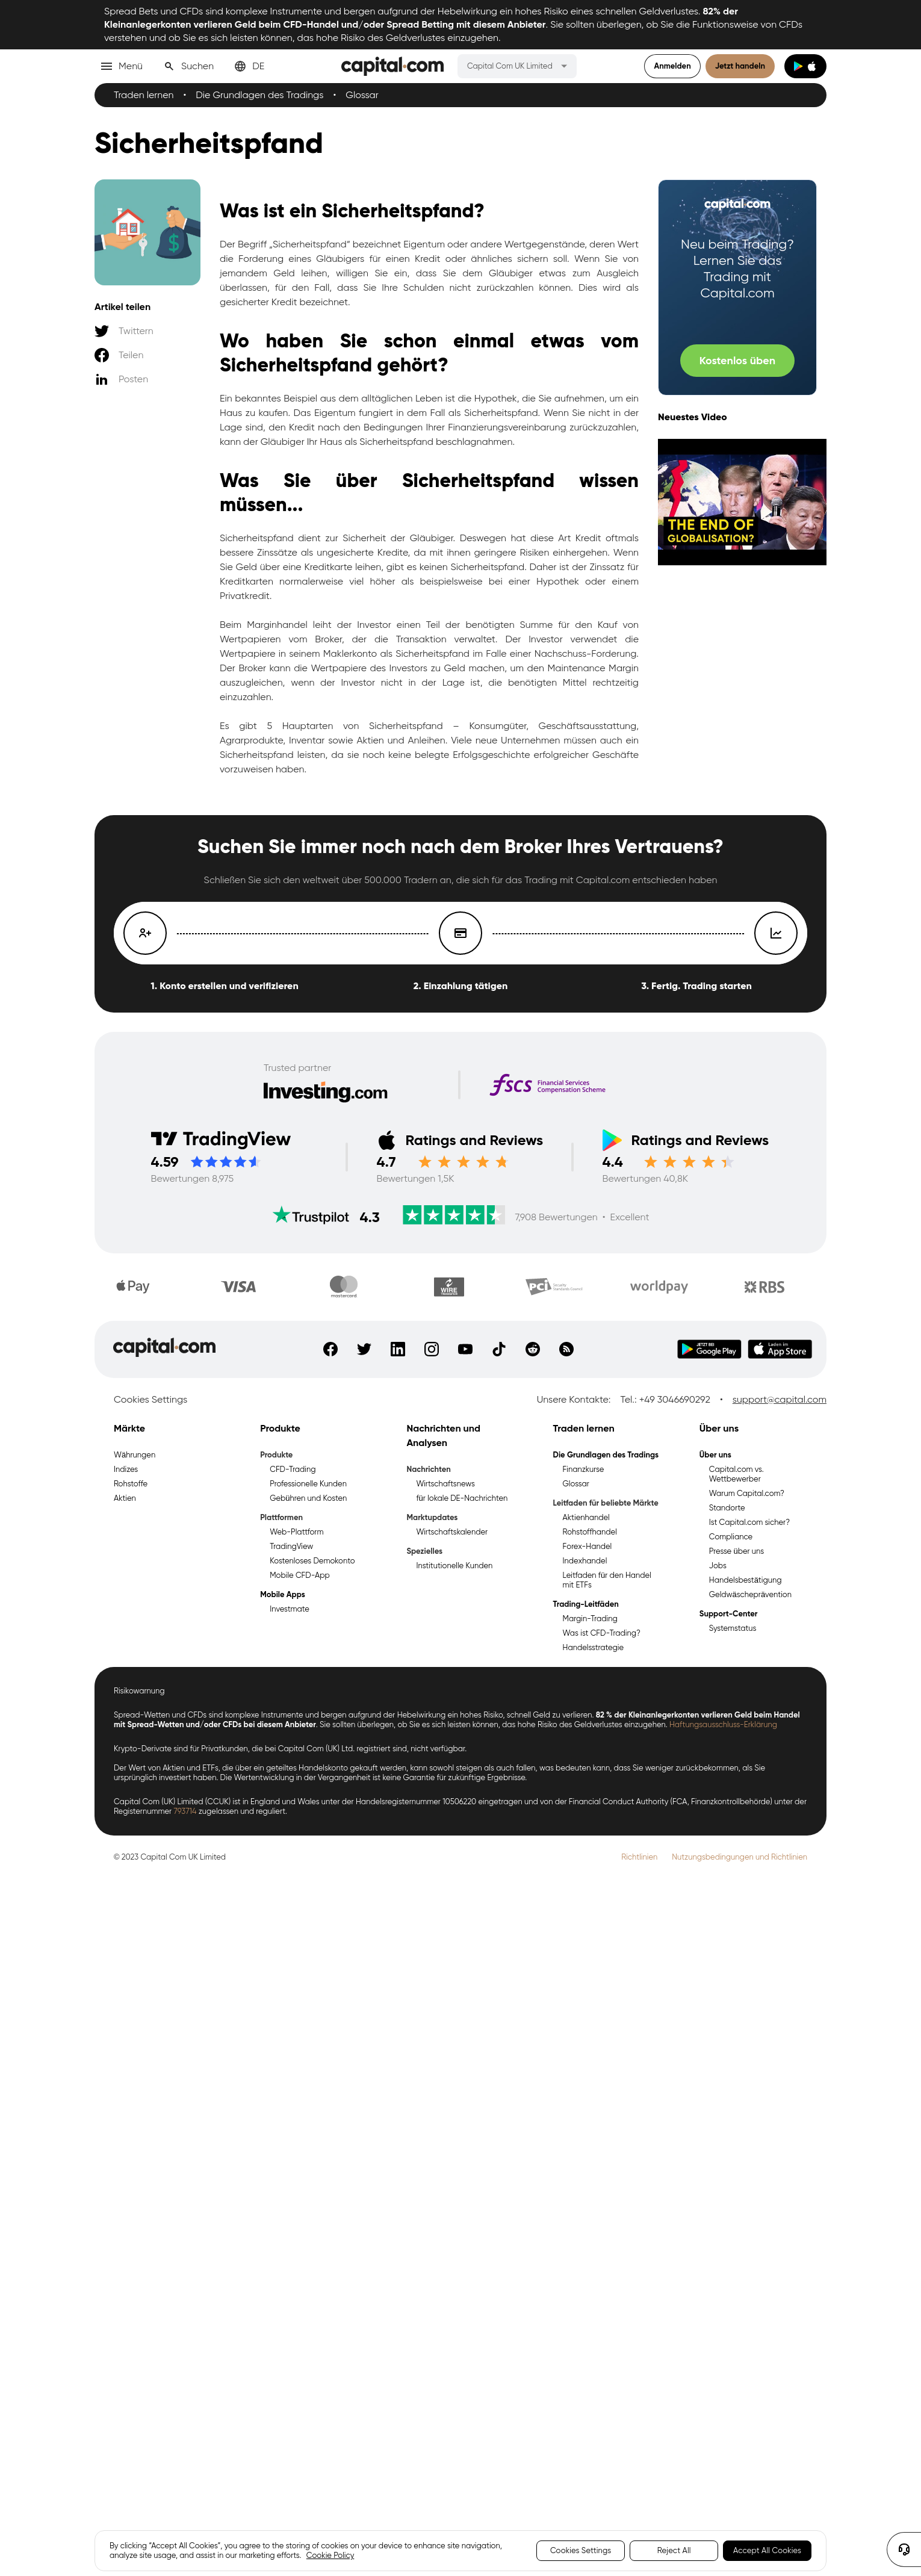 Spread Bets und CFDs sind komplexe Instrumente und bergen aufgrund der Hebelwirkung ein hohes Risiko eines schnellen Geldverlustes. 82% der
Kleinanlegerkonten verlieren Geld beim CFD-Handel und/oder Spread Betting mit diesem Anbieter. Sie sollten überlegen, ob Sie die Funktionsweise von CFDs
verstehen und ob Sie es sich leisten können, das hohe Risiko des Geldverlustes einzugehen.
Menü Suchen DE capital.com Capital Com UK Limited Anmelden Jetzt handeln
Traden lernen • Die Grundlagen des Tradings • Glossar
Sicherheitspfand
Artikel teilen
Twittern
Teilen
Posten
Was ist ein Sicherheitspfand?
Der Begriff „Sicherheitspfand“ bezeichnet Eigentum oder andere Wertgegenstände, deren Wert
die Forderung eines Gläubigers für einen Kredit oder ähnliches sichern soll. Wenn Sie von
jemandem Geld leihen, willigen Sie ein, dass Sie dem Gläubiger etwas zum Ausgleich
überlassen, für den Fall, dass Sie Ihre Schulden nicht zurückzahlen können. Dies wird als
gesicherter Kredit bezeichnet.
Wo haben Sie schon einmal etwas vom
Sicherheitspfand gehört?
Ein bekanntes Beispiel aus dem alltäglichen Leben ist die Hypothek, die Sie aufnehmen, um ein
Haus zu kaufen. Das Eigentum fungiert in dem Fall als Sicherheitspfand. Wenn Sie nicht in der
Lage sind, den Kredit nach den Bedingungen Ihrer Finanzierungsvereinbarung zurückzuzahlen,
kann der Gläubiger Ihr Haus als Sicherheitspfand beschlagnahmen.
Was Sie über Sicherheitspfand wissen
müssen...
Sicherheitspfand dient zur Sicherheit der Gläubiger. Deswegen hat diese Art Kredit oftmals
bessere Zinssätze als ungesicherte Kredite, da mit ihnen geringere Risiken einhergehen. Wenn
Sie Geld über eine Kreditkarte leihen, gibt es keinen Sicherheitspfand. Daher ist der Zinssatz für
Kreditkarten normalerweise viel höher als beispielsweise bei einer Hypothek oder einem
Privatkredit.
Beim Marginhandel leiht der Investor einen Teil der benötigten Summe für den Kauf von
Wertpapieren vom Broker, der die Transaktion verwaltet. Der Investor verwendet die
Wertpapiere in seinem Maklerkonto als Sicherheitspfand im Falle einer Nachschuss-Forderung.
Der Broker kann die Wertpapiere des Investors zu Geld machen, um den Maintenance Margin
auszugleichen, wenn der Investor nicht in der Lage ist, die benötigten Mittel rechtzeitig
einzuzahlen.
Es gibt 5 Hauptarten von Sicherheitspfand – Konsumgüter, Geschäftsausstattung,
Agrarprodukte, Inventar sowie Aktien und Anleihen. Viele neue Unternehmen müssen auch ein
Sicherheitspfand leisten, da sie noch keine belegte Erfolgsgeschichte erfolgreicher Geschäfte
vorzuweisen haben.
capital.com
Neu beim Trading?
Lernen Sie das
Trading mit
Capital.com
Kostenlos üben
Neuestes Video
THE END OF
GLOBALISATION?
Suchen Sie immer noch nach dem Broker Ihres Vertrauens?
Schließen Sie sich den weltweit über 500.000 Tradern an, die sich für das Trading mit Capital.com entschieden haben
1. Konto erstellen und verifizieren 2. Einzahlung tätigen 3. Fertig. Trading starten
Trusted partner
Investing.com
fscs Financial Services
Compensation Scheme
TradingView
4.59
Bewertungen 8,975
Ratings and Reviews
4.7
Bewertungen 1,5K
Ratings and Reviews
4.4
Bewertungen 40,8K
Trustpilot 4.3 7,908 Bewertungen • Excellent
Pay VISA mastercard WIRE PCI worldpay RBS
capital.com JETZT BEI Google Play Laden im App Store
Cookies Settings Unsere Kontakte: Tel.: +49 3046690292 • support@capital.com
Märkte
Währungen
Indizes
Rohstoffe
Aktien
Produkte
Produkte
CFD-Trading
Professionelle Kunden
Gebühren und Kosten
Plattformen
Web-Plattform
TradingView
Kostenloses Demokonto
Mobile CFD-App
Mobile Apps
Investmate
Nachrichten und
Analysen
Nachrichten
Wirtschaftsnews
für lokale DE-Nachrichten
Marktupdates
Wirtschaftskalender
Spezielles
Institutionelle Kunden
Traden lernen
Die Grundlagen des Tradings
Finanzkurse
Glossar
Leitfaden für beliebte Märkte
Aktienhandel
Rohstoffhandel
Forex-Handel
Indexhandel
Leitfaden für den Handel
mit ETFs
Trading-Leitfäden
Margin-Trading
Was ist CFD-Trading?
Handelsstrategie
Über uns
Über uns
Capital.com vs.
Wettbewerber
Warum Capital.com?
Standorte
Ist Capital.com sicher?
Compliance
Presse über uns
Jobs
Handelsbestätigung
Geldwäscheprävention
Support-Center
Systemstatus
Risikowarnung
Spread-Wetten und CFDs sind komplexe Instrumente und bergen aufgrund der Hebelwirkung ein hohes Risiko, schnell Geld zu verlieren. 82 % der Kleinanlegerkonten verlieren Geld beim Handel
mit Spread-Wetten und/oder CFDs bei diesem Anbieter. Sie sollten überlegen, ob Sie es sich leisten können, das hohe Risiko des Geldverlustes einzugehen. Haftungsausschluss-Erklärung
Krypto-Derivate sind für Privatkunden, die bei Capital Com (UK) Ltd. registriert sind, nicht verfügbar.
Der Wert von Aktien und ETFs, die über ein geteiltes Handelskonto gekauft werden, kann sowohl steigen als auch fallen, was bedeuten kann, dass Sie weniger zurückbekommen, als Sie
ursprünglich investiert haben. Die Wertentwicklung in der Vergangenheit ist keine Garantie für zukünftige Ergebnisse.
Capital Com (UK) Limited (CCUK) ist in England und Wales unter der Handelsregisternummer 10506220 eingetragen und von der Financial Conduct Authority (FCA, Finanzkontrollbehörde) unter der
Registernummer 793714 zugelassen und reguliert.
© 2023 Capital Com UK Limited Richtlinien Nutzungsbedingungen und Richtlinien
By clicking “Accept All Cookies”, you agree to the storing of cookies on your device to enhance site navigation,
analyze site usage, and assist in our marketing efforts. Cookie Policy
Cookies Settings Reject All Accept All Cookies